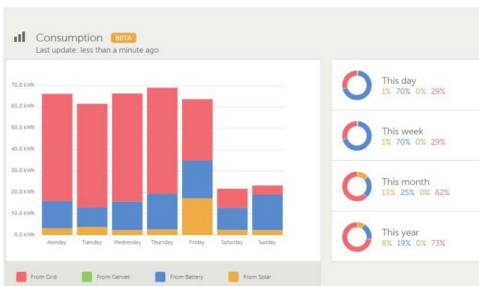 Consumption BETA
Last update: less than a minute ago
70.0 kWh
60.0 kWh
50.0 kWh
40.0 kWh
30.0 kWh
20.0 kWh
10.0 kWh
0.0 kWh
Monday Tuesday Wednesday Thursday Friday Saturday Sunday
From Grid From Genset From Battery From Solar
This day
1% 70% 0% 29%
This week
1% 70% 0% 29%
This month
13% 25% 0% 62%
This year
8% 19% 0% 73%